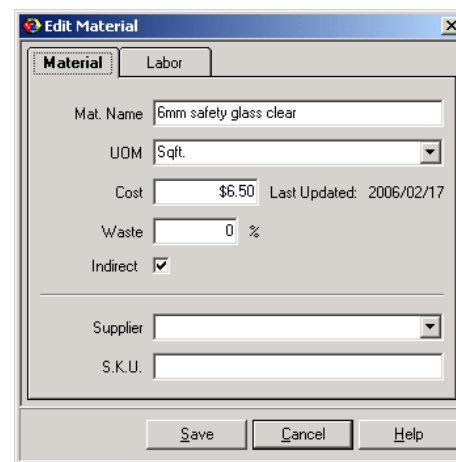 Edit Material
Material Labor
Mat. Name 6mm safety glass clear
UOM Sqft.
Cost $6.50 Last Updated: 2006/02/17
Waste 0 %
Indirect
Supplier
S.K.U.
Save Cancel Help